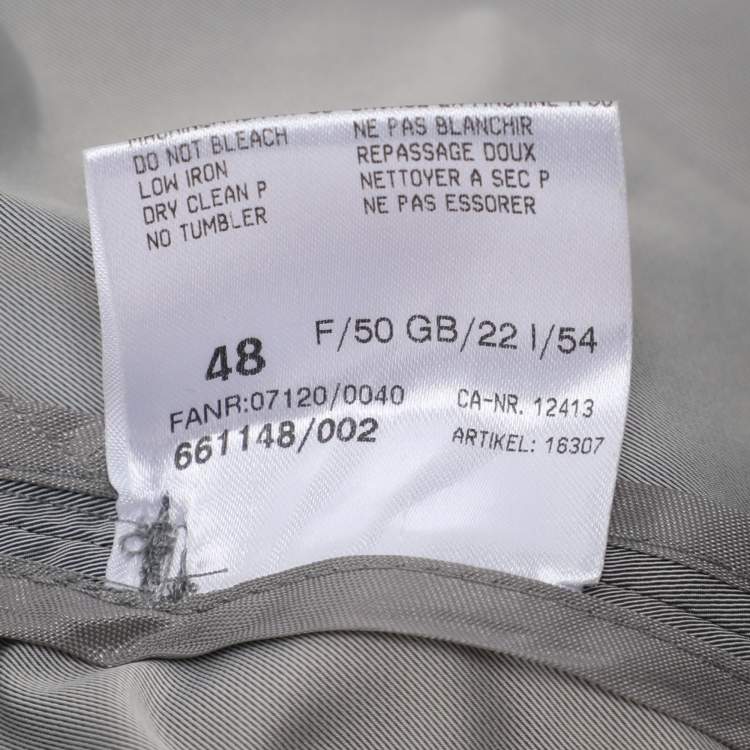 DO NOT BLEACH
LOW IRON
DRY CLEAN P
NO TUMBLER
NE PAS BLANCHIR
REPASSAGE DOUX
NETTOYER A SEC P
NE PAS ESSORER
48 F/50 GB/22 I/54
FANR:07120/0040 CA-NR. 12413
661148/002 ARTIKEL: 16307